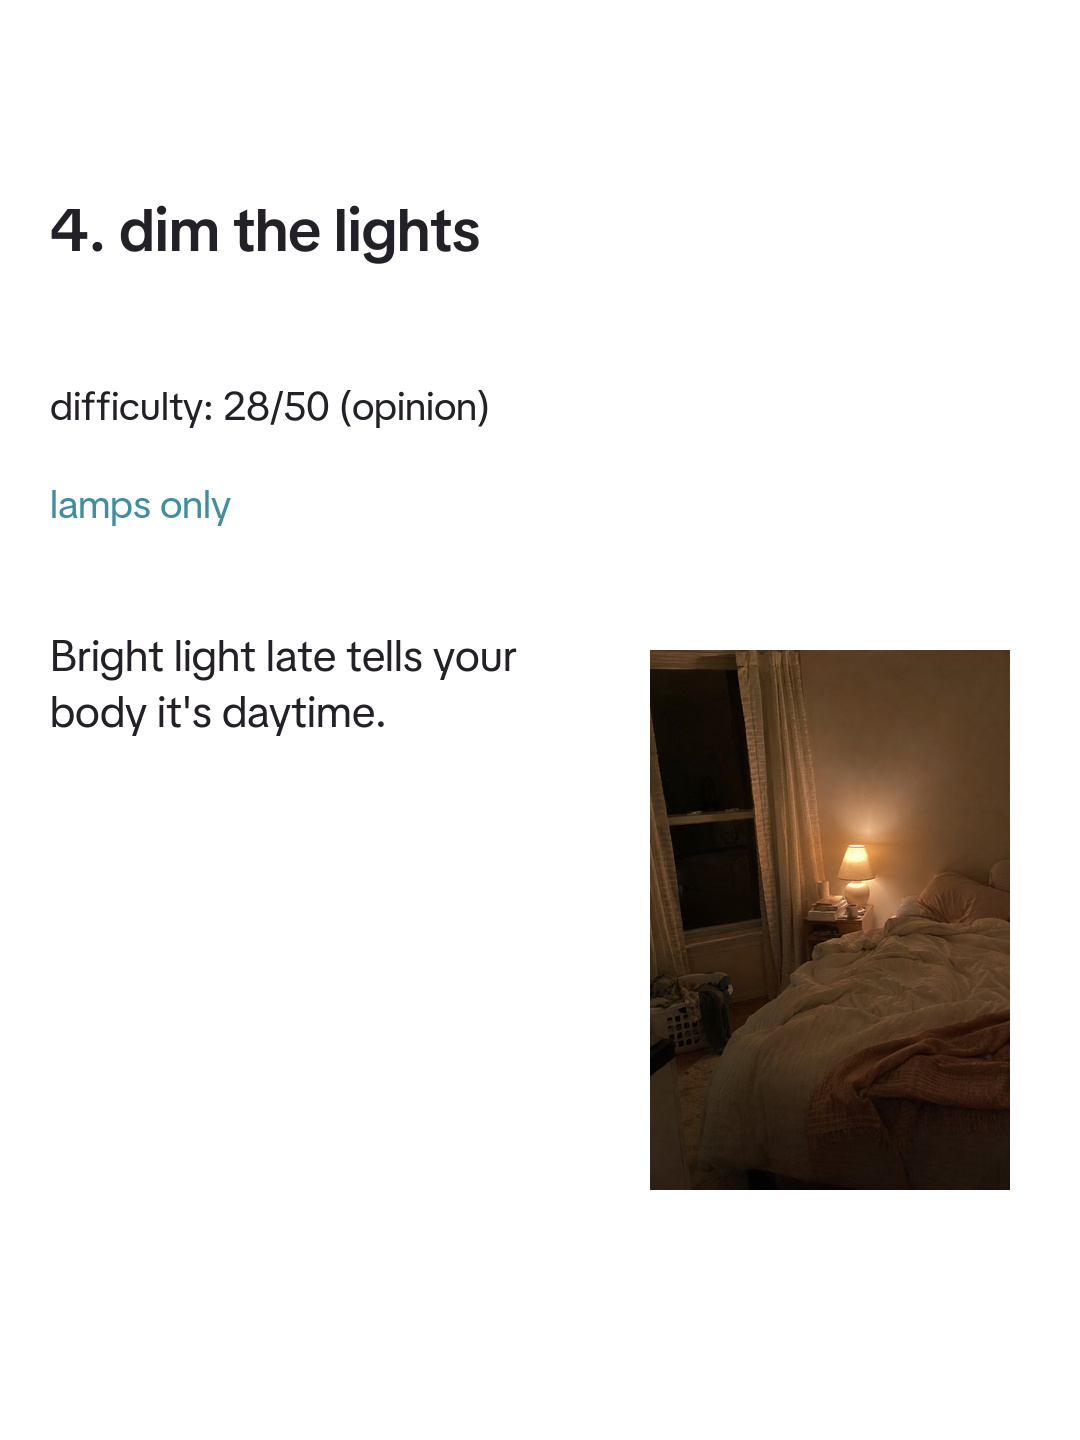 4. dim the lights
difficulty: 28/50 (opinion)
lamps only
Bright light late tells your
body it's daytime.